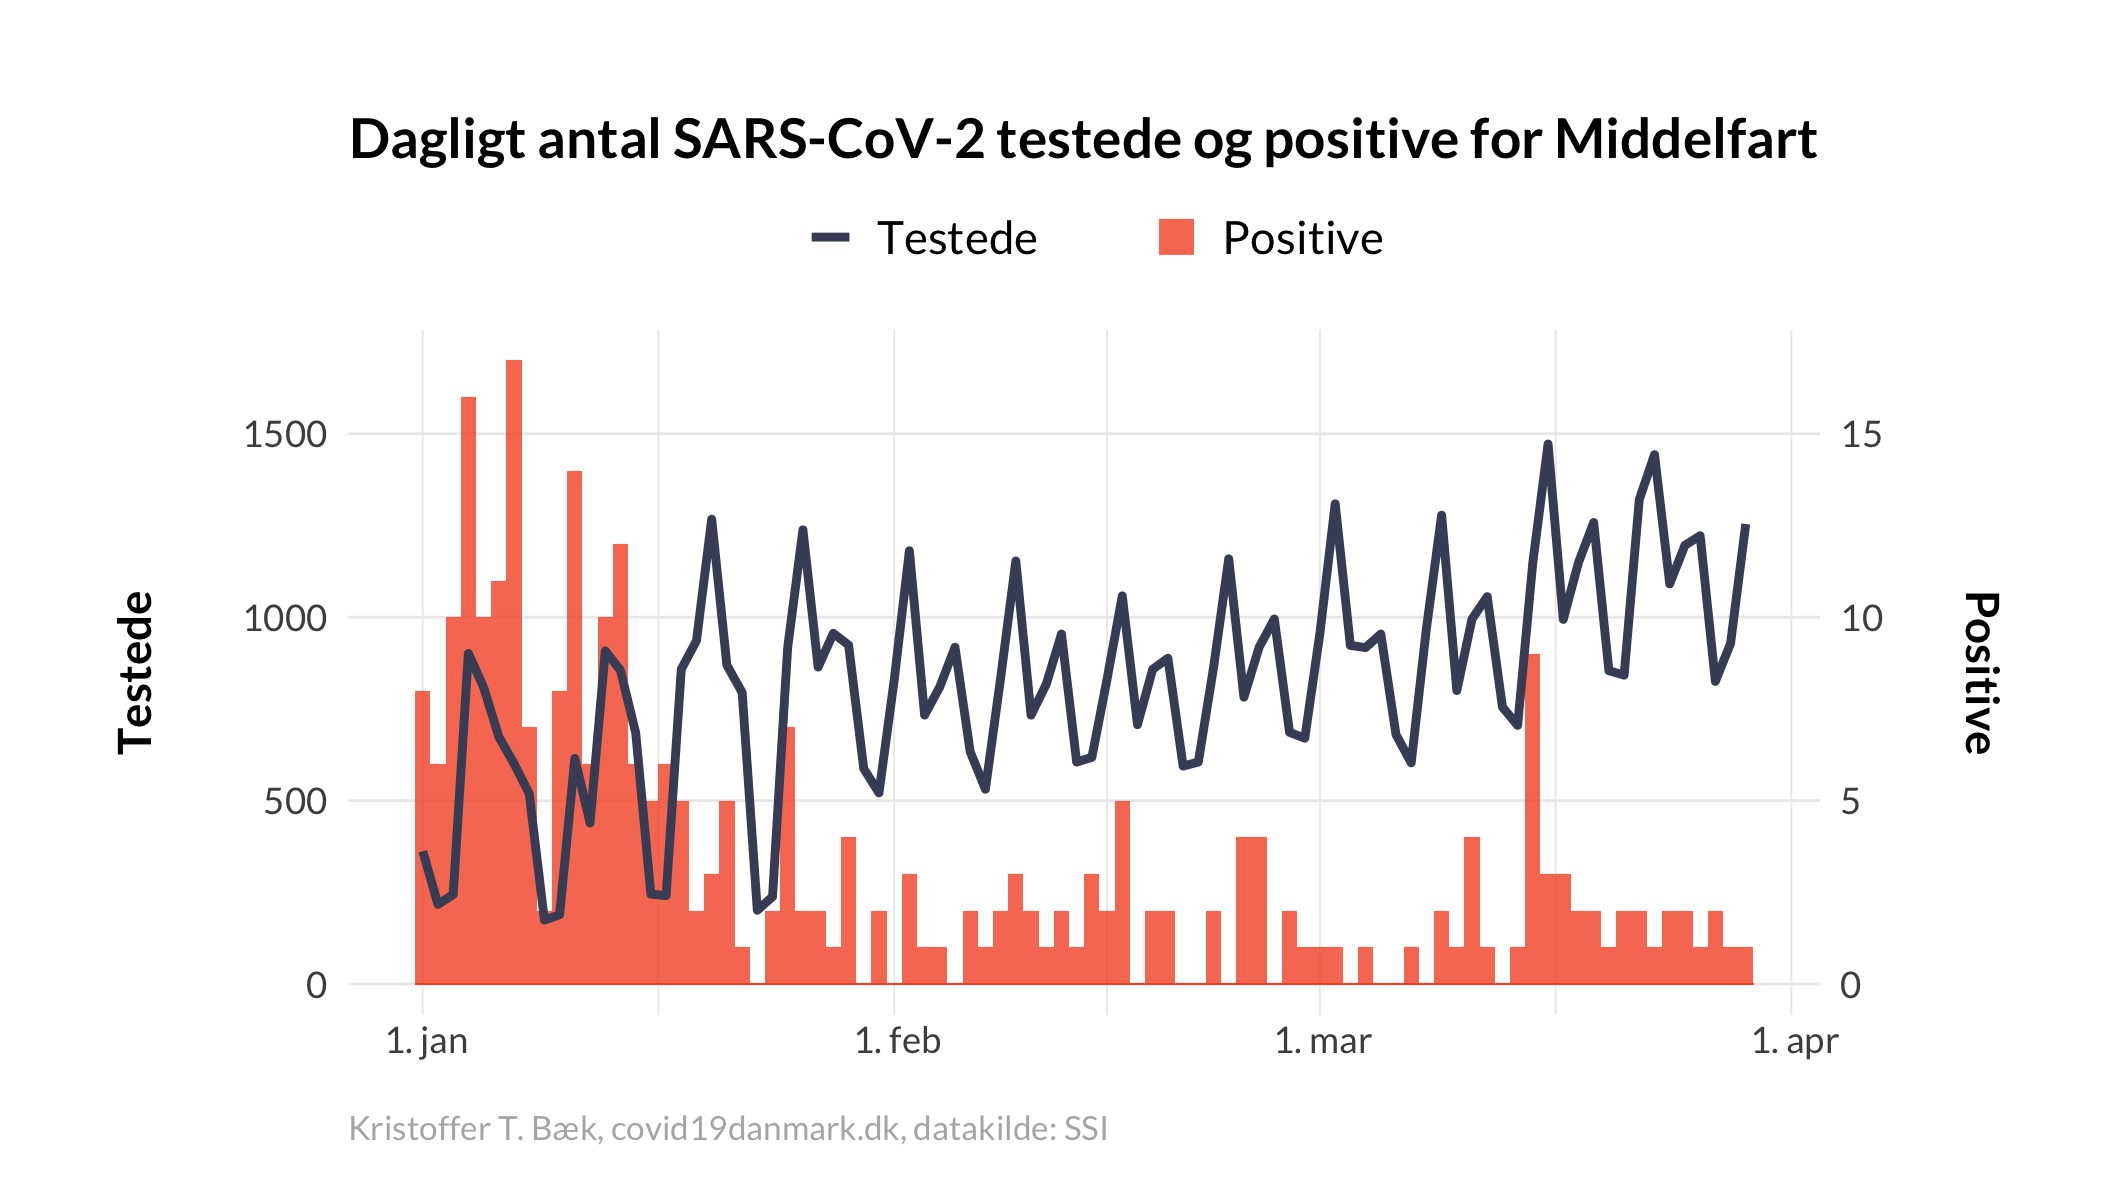 Dagligt antal SARS-CoV-2 testede og positive for Middelfart
Testede
Positive
Testede
1500
1000
500
0
15
10
5
0
Positive
1. jan
1. feb
1. mar
1. apr
Kristoffer T. Bæk, covid19danmark.dk, datakilde: SSI